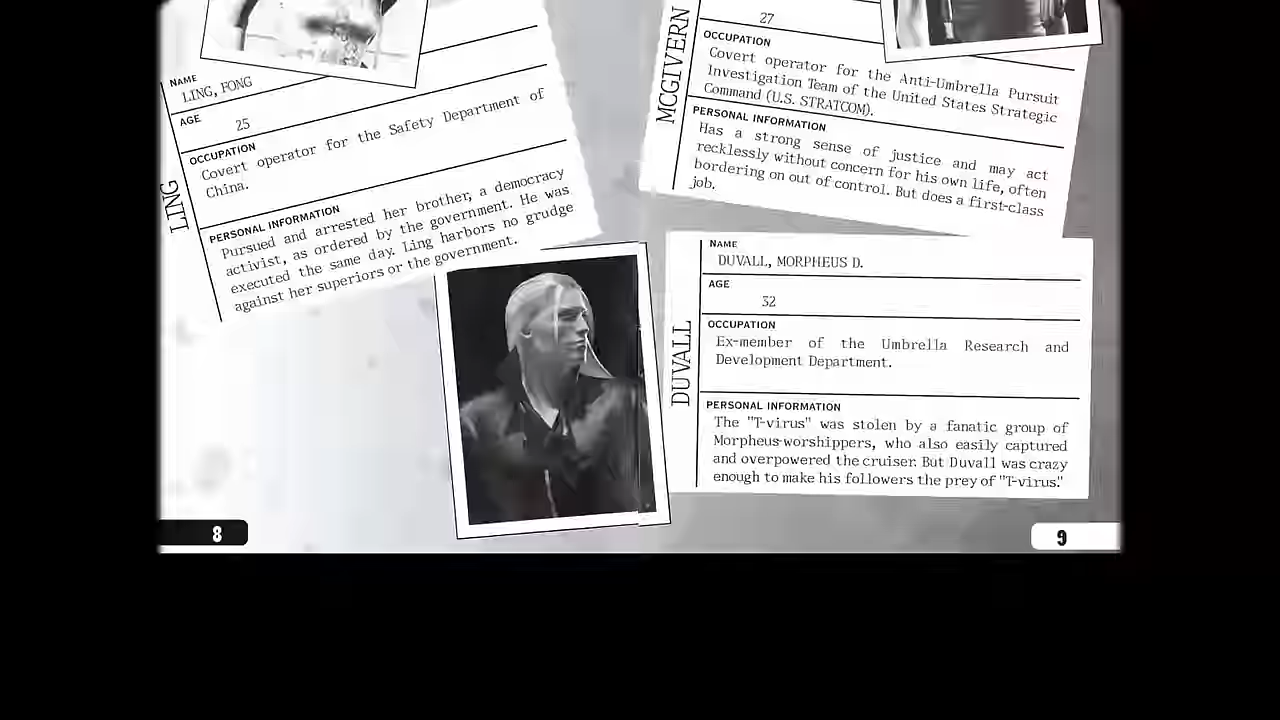 NAME
LING, FONG
AGE
25
OCCUPATION
Covert operator for the Safety Department of
China.
PERSONAL INFORMATION
Pursued and arrested her brother, a democracy
activist, as ordered by the government. He was
executed the same day. Ling harbors no grudge
against her superiors or the government.
LING
27
OCCUPATION
Covert operator for the Anti-Umbrella Pursuit
Investigation Team of the United States Strategic
Command (U.S. STRATCOM).
PERSONAL INFORMATION
Has a strong sense of justice and may act
recklessly without concern for his own life, often
bordering on out of control. But does a first-class
job.
MCGIVERN
NAME
DUVALL, MORPHEUS D.
AGE
32
OCCUPATION
Ex-member of the Umbrella Research and
Development Department.
PERSONAL INFORMATION
The "T-virus" was stolen by a fanatic group of
Morpheus-worshippers, who also easily captured
and overpowered the cruiser. But Duvall was crazy
enough to make his followers the prey of "T-virus."
DUVALL
8
9